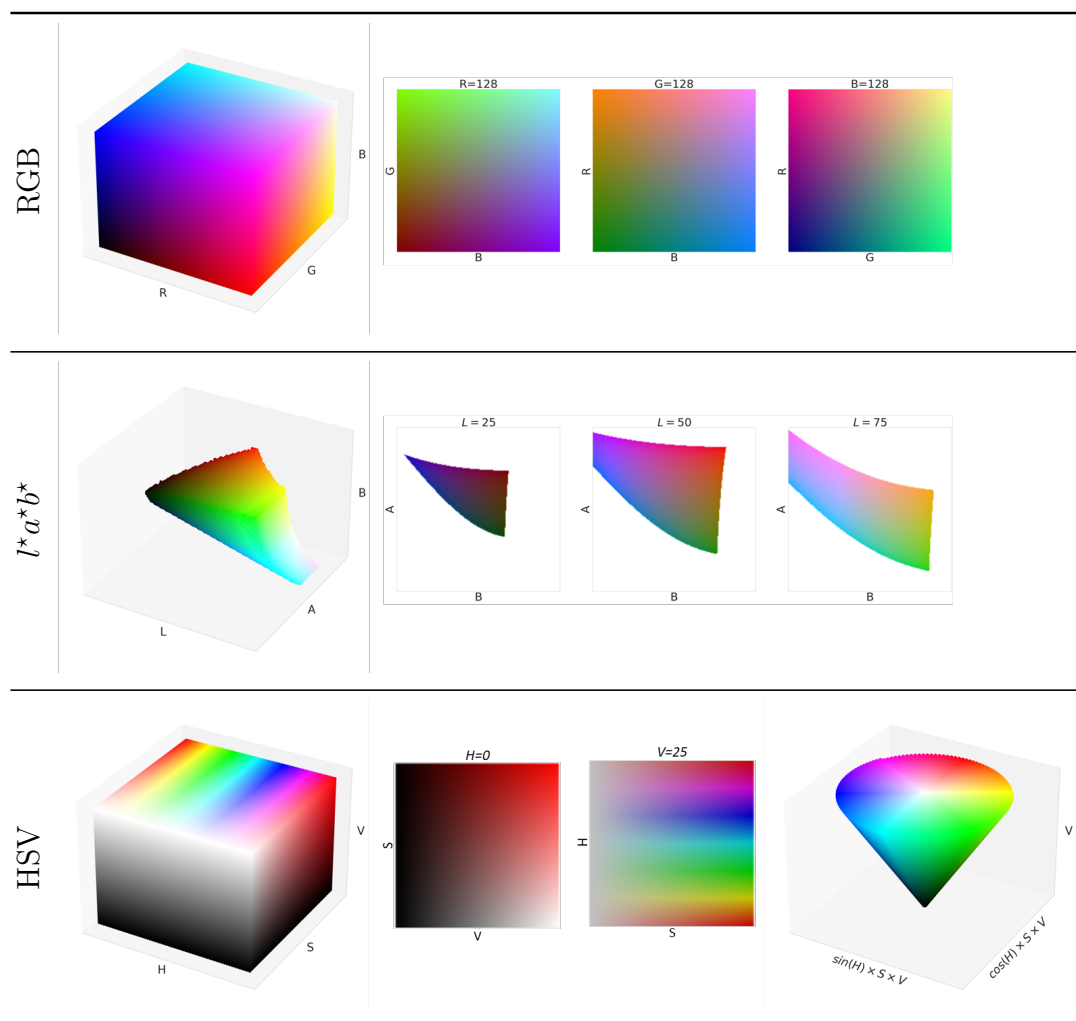 RGB
B
G
R
R=128
G
B
G=128
R
B
B=128
R
G
l*a*b*
B
A
L
L = 25
A
B
L = 50
A
B
L = 75
A
B
HSV
V
S
H
H=0
S
V
V=25
H
S
V
sin(H) × S × V
cos(H) × S × V